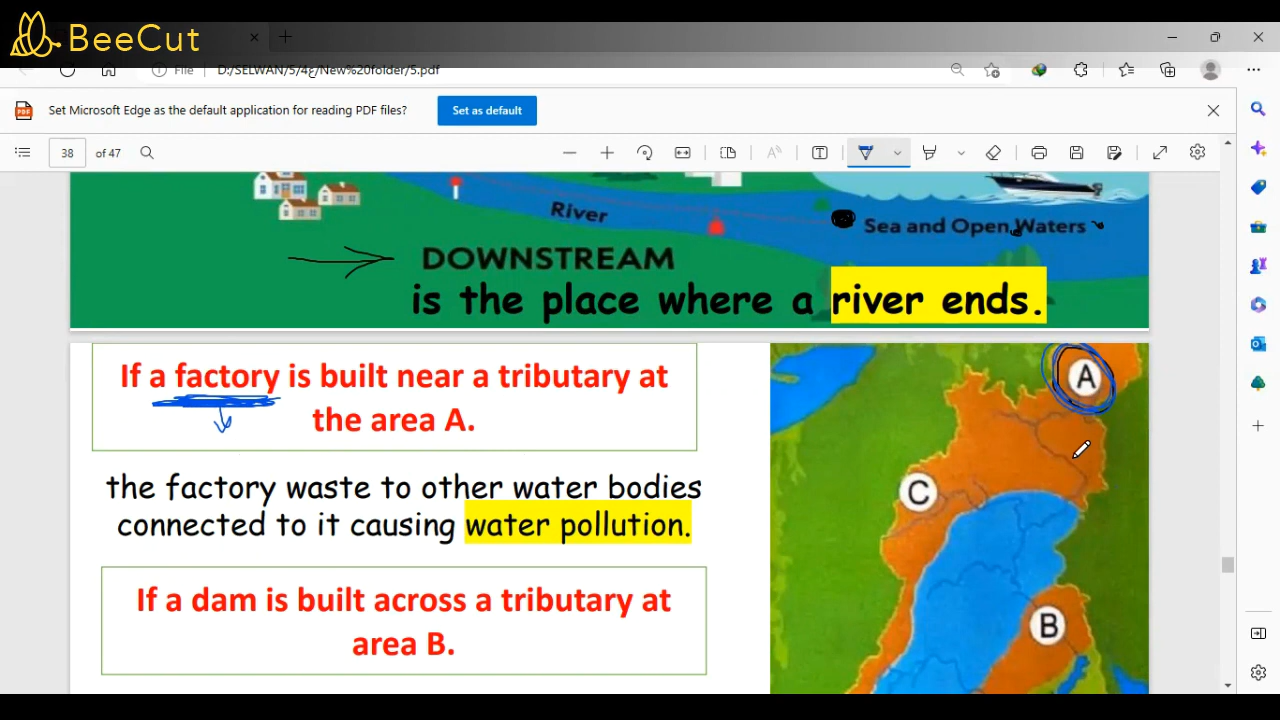 BeeCut
File D:/SELWAN/5/4ع/New%20folder/5.pdf
Set Microsoft Edge as the default application for reading PDF files? Set as default
38 of 47
River
Sea and Open Waters
DOWNSTREAM
is the place where a river ends.
If a factory is built near a tributary at
the area A.
the factory waste to other water bodies
connected to it causing water pollution.
If a dam is built across a tributary at
area B.
A
C
B